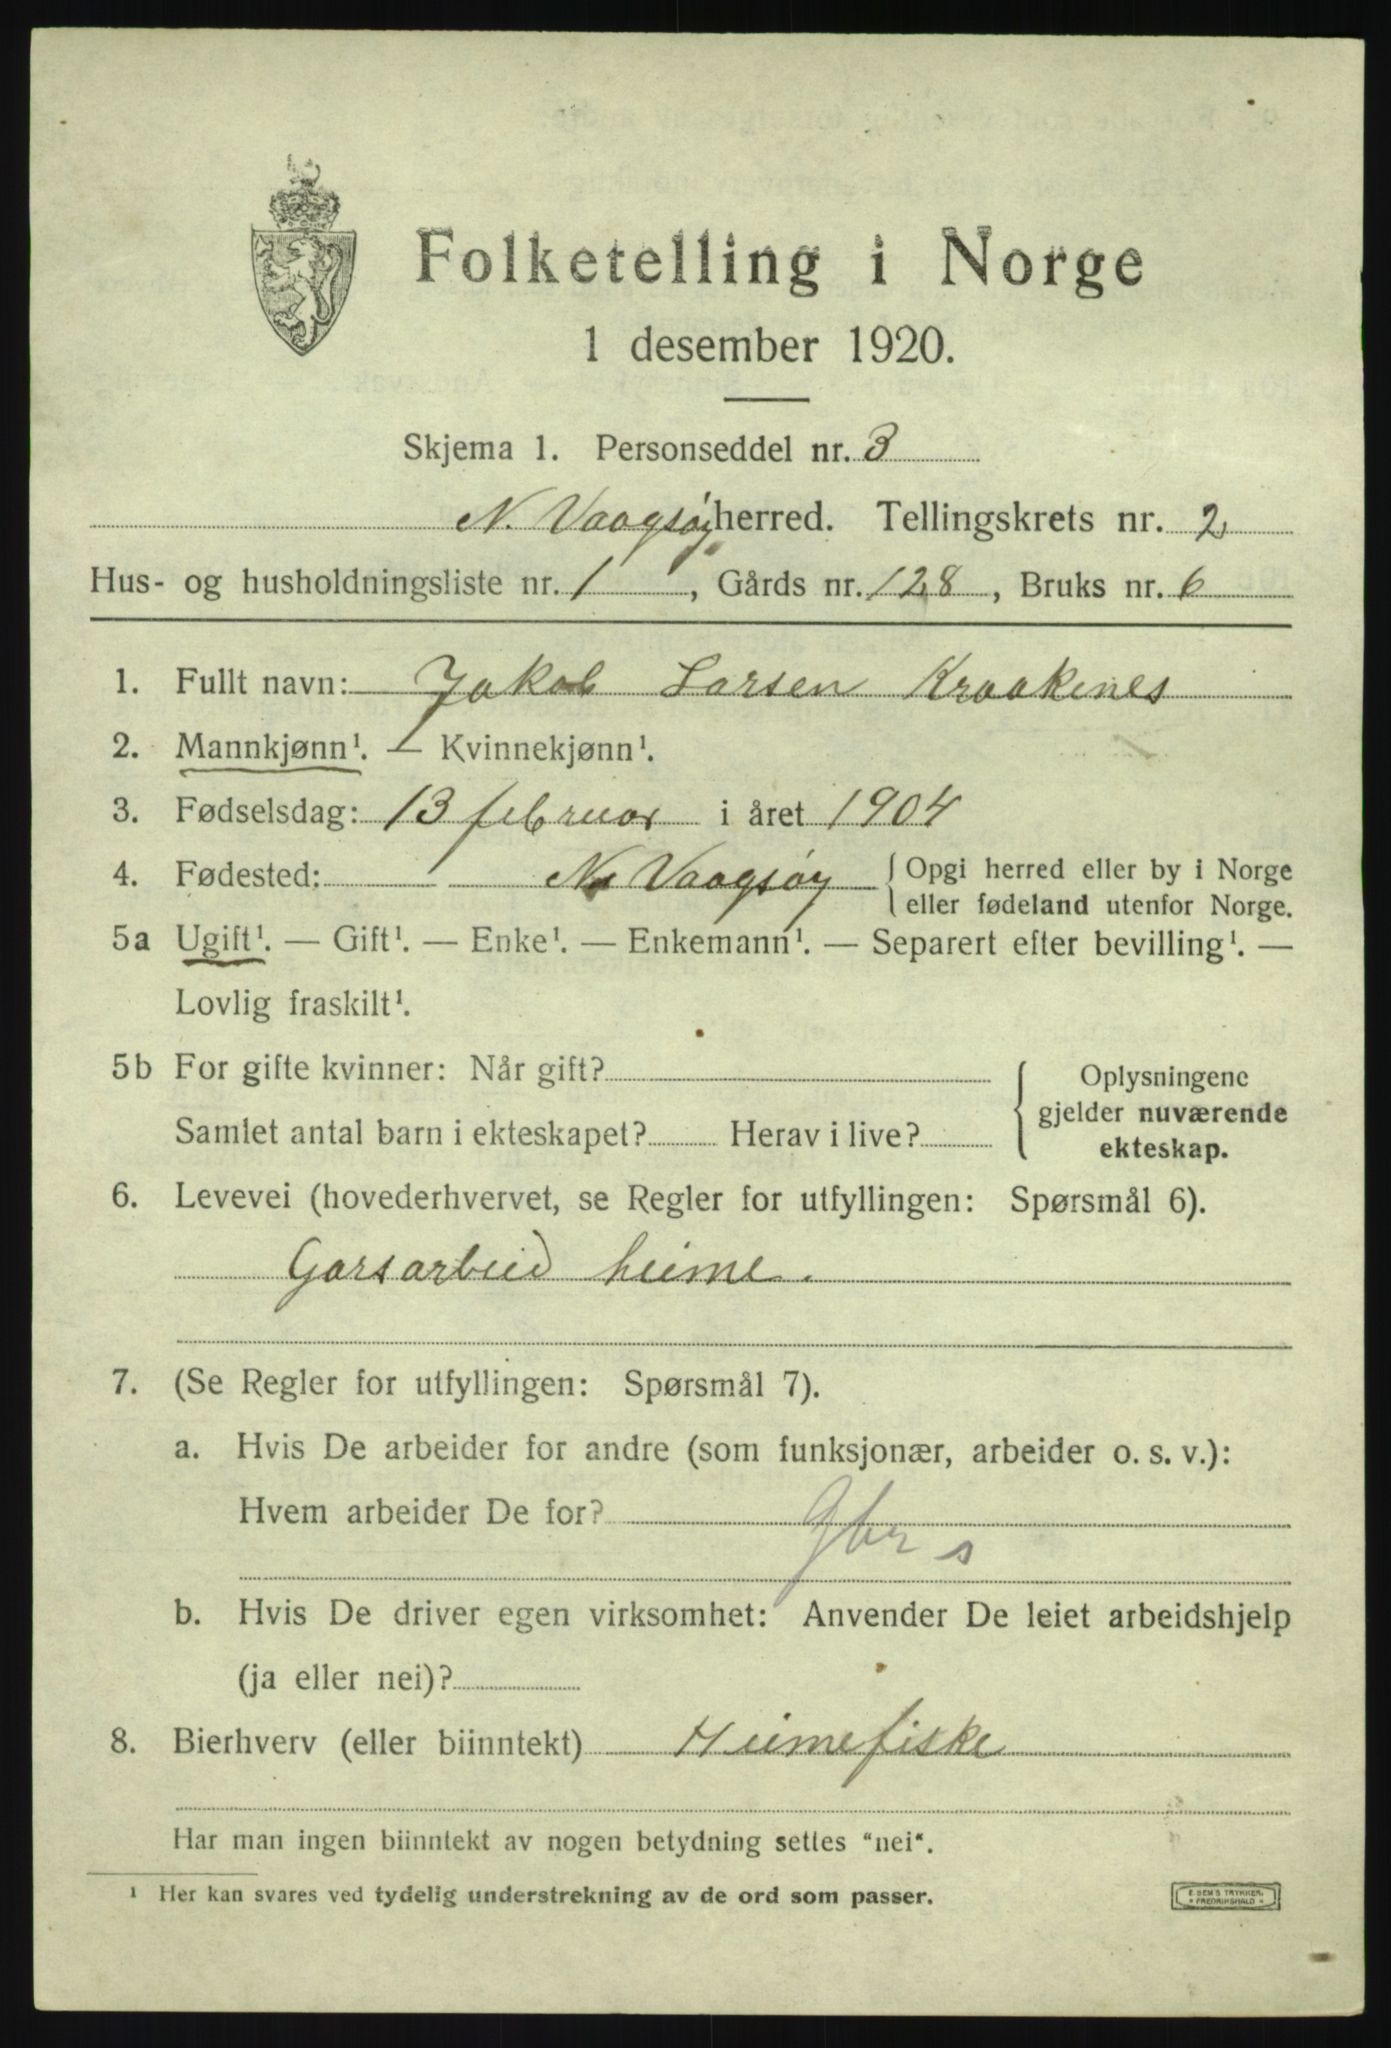 Folketelling i Norge
1 desember 1920.
Skjema 1. Personseddel nr. 3
N. Vaagsøy herred. Tellingskrets nr. 2
Hus- og husholdningsliste nr. 1, Gårds nr. 128, Bruks nr. 6
1. Fullt navn: Jakob Larsen Kraakenes
2. Mannkjønn¹. — Kvinnekjønn¹.
3. Fødselsdag: 13 februar i året 1904
4. Fødested: N. Vaagsøy { Opgi herred eller by i Norge
eller fødeland utenfor Norge.
5a Ugift¹. — Gift¹. — Enke¹. — Enkemann¹. — Separert efter bevilling¹. —
Lovlig fraskilt¹.
5b For gifte kvinner: Når gift?
Samlet antal barn i ekteskapet? Herav i live?
{ Oplysningene
gjelder nuværende
ekteskap.
6. Levevei (hovederhvervet, se Regler for utfyllingen: Spørsmål 6).
Garsarbeid heime.
7. (Se Regler for utfyllingen: Spørsmål 7).
a. Hvis De arbeider for andre (som funksjonær, arbeider o. s. v.):
Hvem arbeider De for?
Gbr s
b. Hvis De driver egen virksomhet: Anvender De leiet arbeidshjelp
(ja eller nei)?
8. Bierhverv (eller biinntekt) Heimefiske
Har man ingen biinntekt av nogen betydning settes "nei".
¹ Her kan svares ved tydelig understrekning av de ord som passer.
E. SEM'S TRYKKERI
FREDRIKSHALD